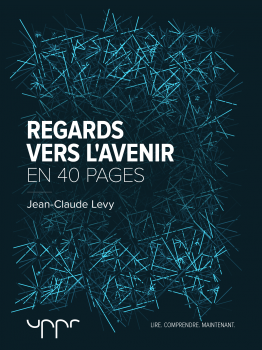 REGARDS
VERS L'AVENIR
EN 40 PAGES
Jean-Claude Levy
uppr
LIRE. COMPRENDRE. MAINTENANT.